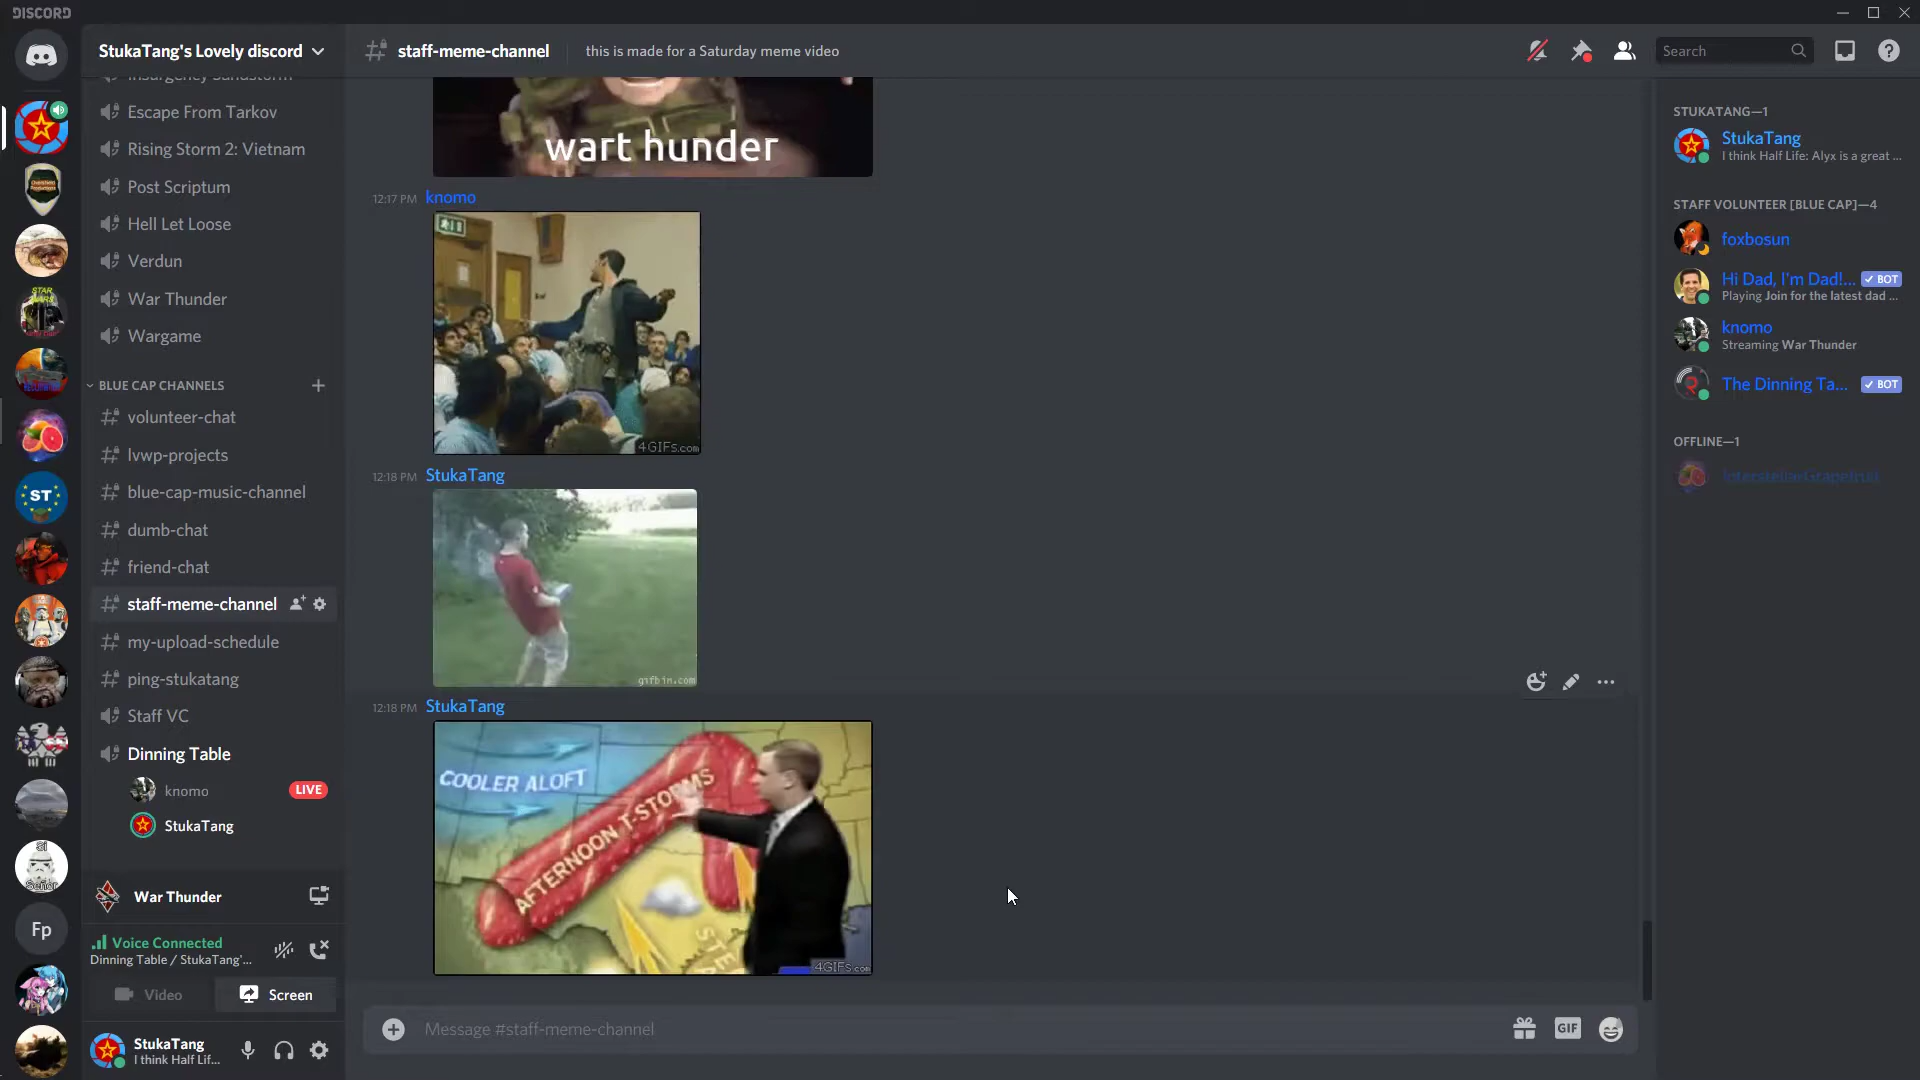 DISCORD
StukaTang's Lovely discord
Insurgency Sandstorm
Escape From Tarkov
Rising Storm 2: Vietnam
Post Scriptum
Hell Let Loose
Verdun
War Thunder
Wargame
BLUE CAP CHANNELS
volunteer-chat
lvwp-projects
blue-cap-music-channel
dumb-chat
friend-chat
staff-meme-channel
my-upload-schedule
ping-stukatang
Staff VC
Dinning Table
knomo LIVE
StukaTang
War Thunder
Voice Connected
Dinning Table / StukaTang'...
Video Screen
StukaTang
I think Half Lif...
ST
Fp
staff-meme-channel this is made for a Saturday meme video
Search
wart hunder
12:17 PM knomo
4GIFs.com
12:18 PM StukaTang
gifbin.com
12:18 PM StukaTang
COOLER ALOFT
AFTERNOON T-STORMS
4GIFs.com
Message #staff-meme-channel
GIF
STUKATANG—1
StukaTang
I think Half Life: Alyx is a great ...
STAFF VOLUNTEER [BLUE CAP]—4
foxbosun
Hi Dad, I'm Dad!... BOT
Playing Join for the latest dad ...
knomo
Streaming War Thunder
The Dinning Ta... BOT
OFFLINE—1
InterstellarGrapefruit